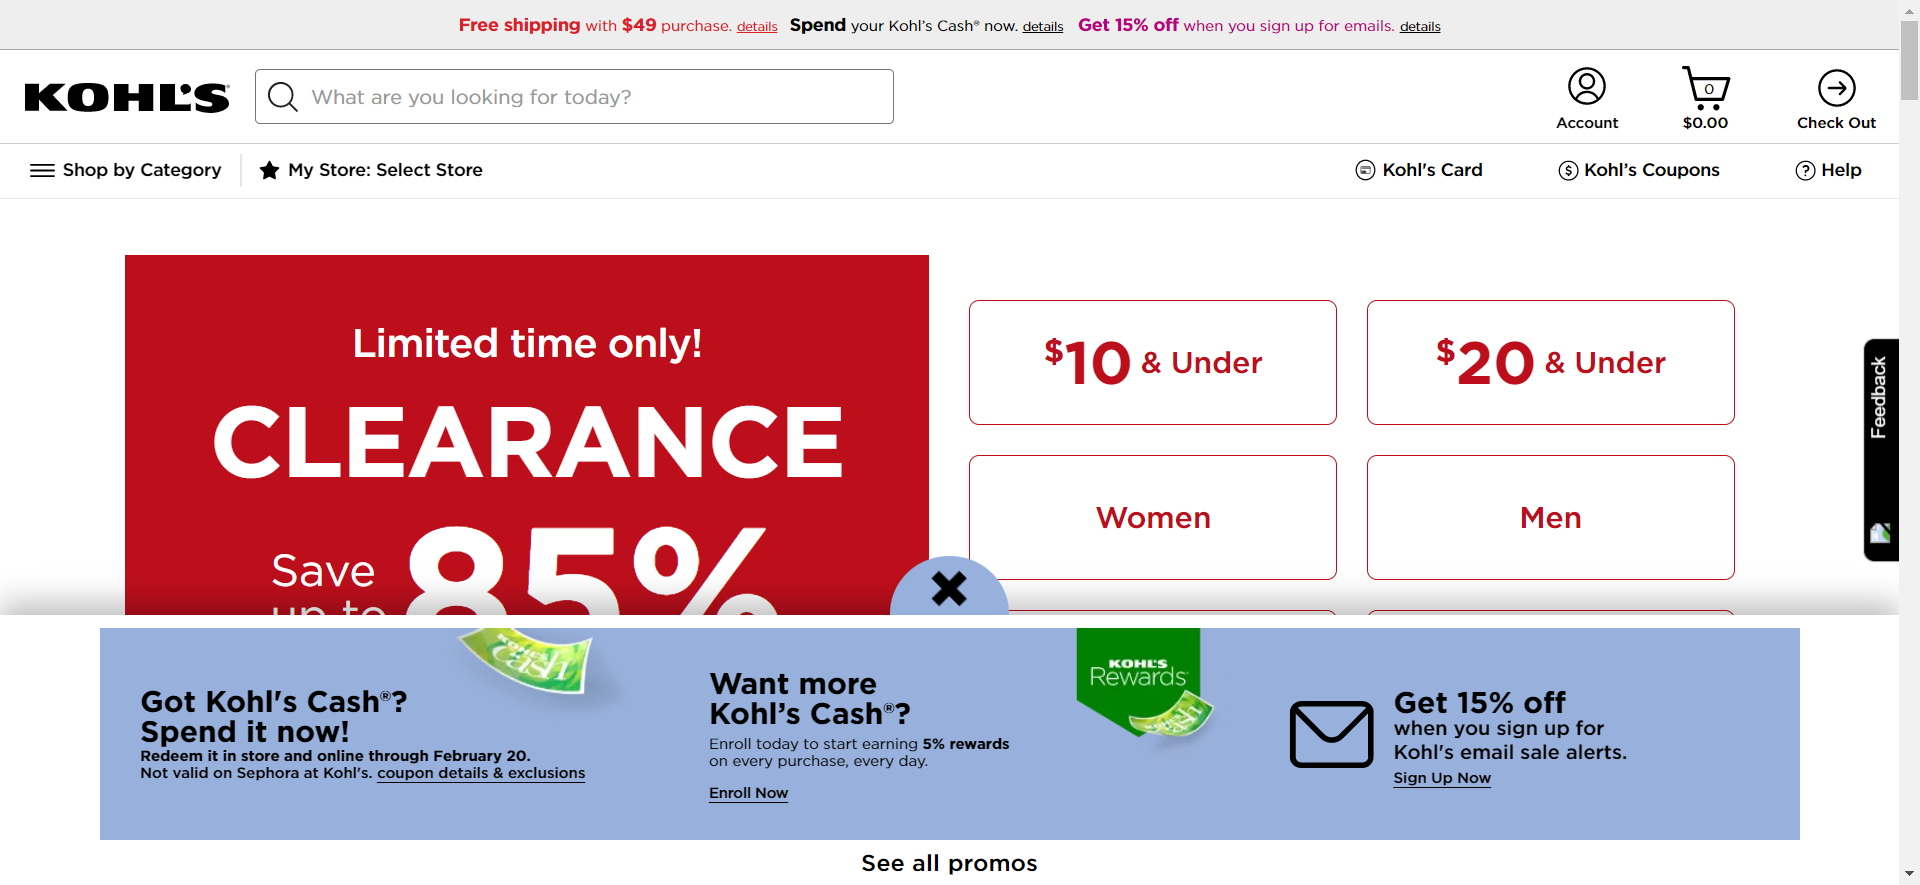 Free shipping with $49 purchase. details Spend your Kohl's Cash® now. details Get 15% off when you sign up for emails. details
KOHL'S
What are you looking for today?
0
Account
$0.00
Check Out
Shop by Category
My Store: Select Store
Kohl's Card
Kohl's Coupons
Help
Limited time only!
CLEARANCE
Save
up to
85%
$10 & Under
$20 & Under
Women
Men
Feedback
KOHL'S
Cash
Got Kohl's Cash®?
Spend it now!
Redeem it in store and online through February 20.
Not valid on Sephora at Kohl's. coupon details & exclusions
Want more
Kohl's Cash®?
Enroll today to start earning 5% rewards
on every purchase, every day.
Enroll Now
KOHL'S
Rewards
Get 15% off
when you sign up for
Kohl's email sale alerts.
Sign Up Now
See all promos